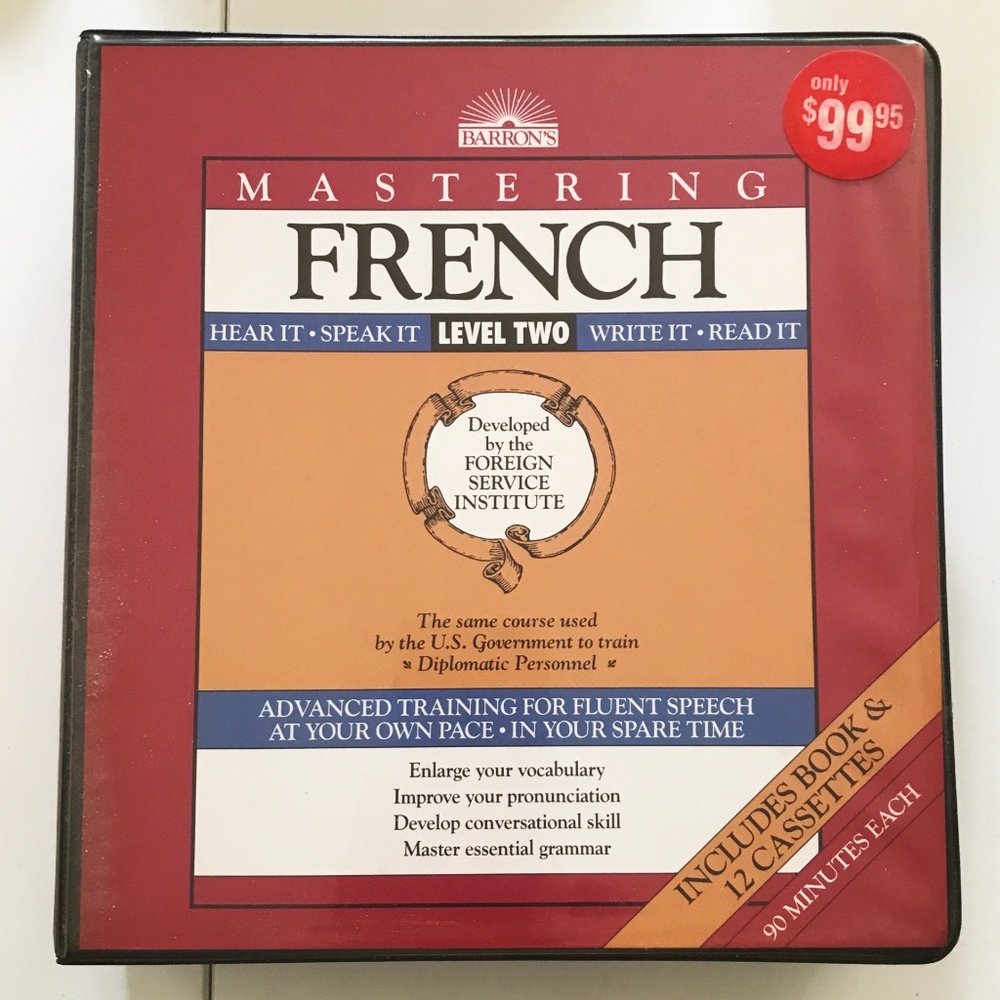 only
$99 95
BARRON'S
MASTERING
FRENCH
HEAR IT • SPEAK IT LEVEL TWO WRITE IT • READ IT
Developed
by the
FOREIGN
SERVICE
INSTITUTE
The same course used
by the U.S. Government to train
Diplomatic Personnel
ADVANCED TRAINING FOR FLUENT SPEECH
AT YOUR OWN PACE • IN YOUR SPARE TIME
Enlarge your vocabulary
Improve your pronunciation
Develop conversational skill
Master essential grammar
INCLUDES BOOK &
12 CASSETTES
90 MINUTES EACH